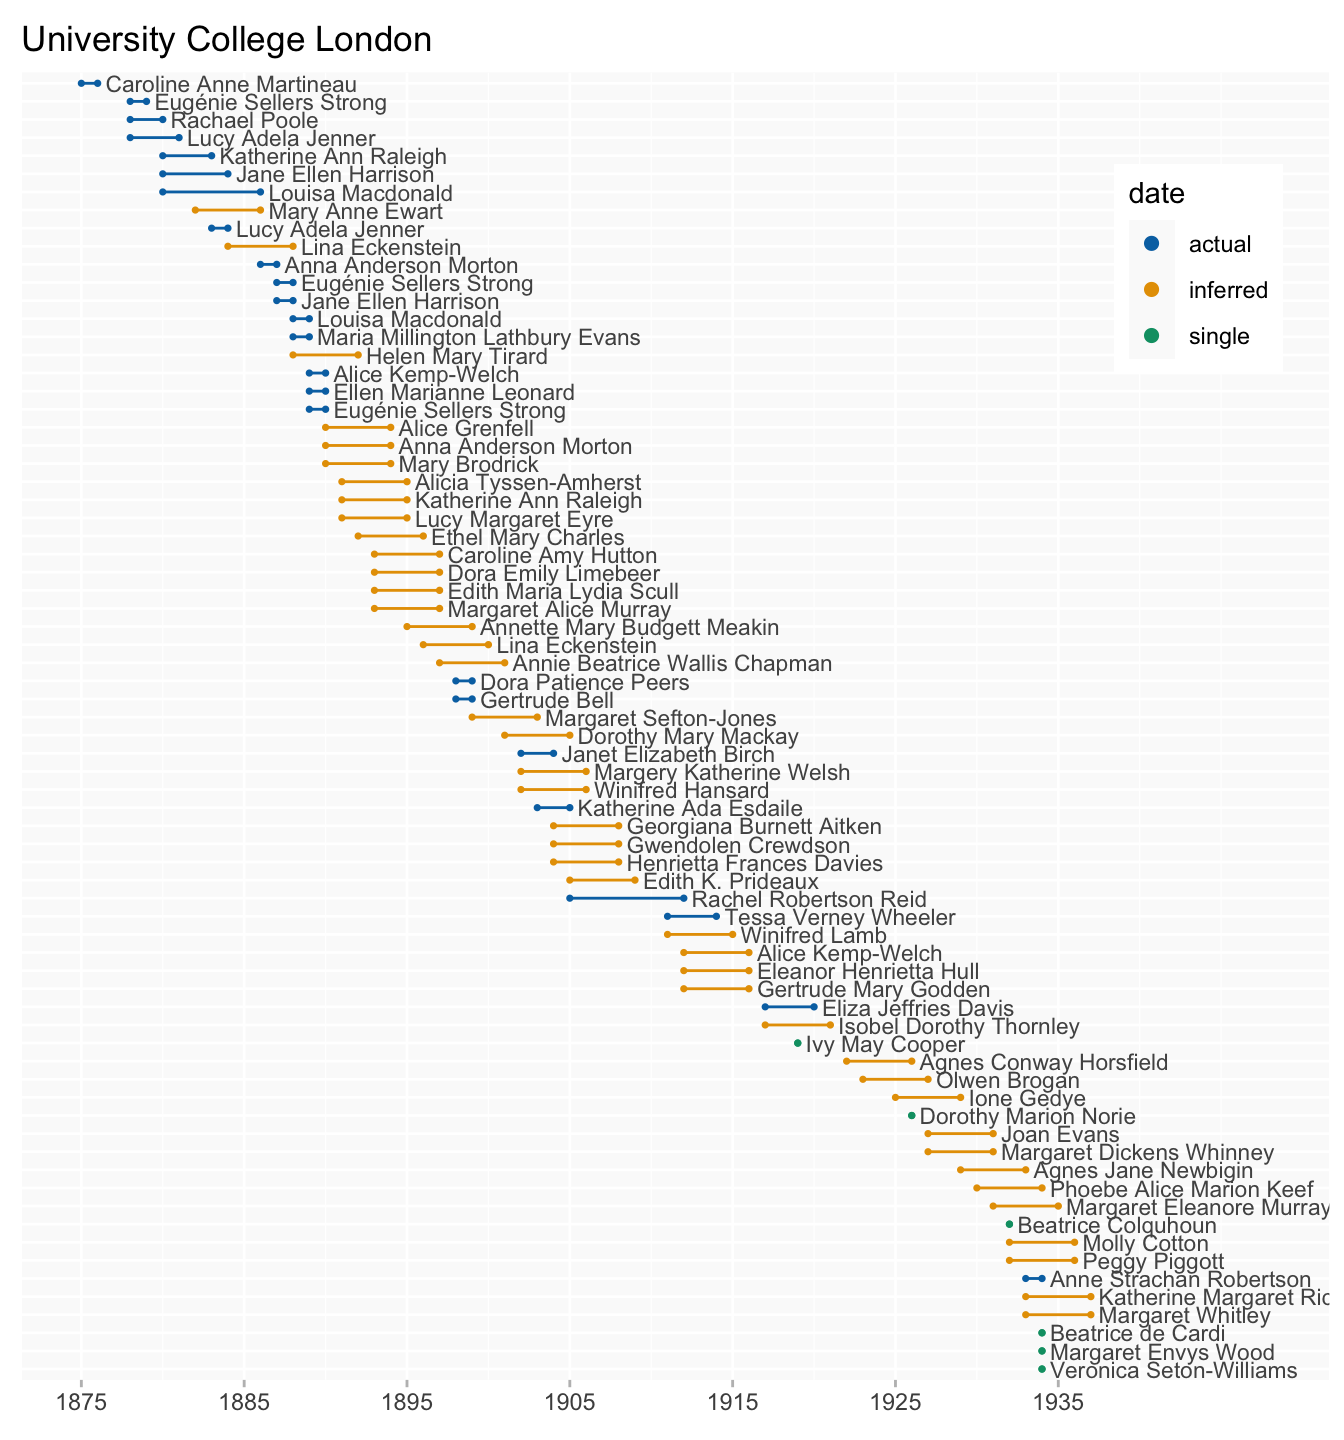 University College London
Caroline Anne Martineau
Eugénie Sellers Strong
Rachael Poole
Lucy Adela Jenner
Katherine Ann Raleigh
Jane Ellen Harrison
Louisa Macdonald
Mary Anne Ewart
Lucy Adela Jenner
Lina Eckenstein
Anna Anderson Morton
Eugénie Sellers Strong
Jane Ellen Harrison
Louisa Macdonald
Maria Millington Lathbury Evans
Helen Mary Tirard
Alice Kemp-Welch
Ellen Marianne Leonard
Eugénie Sellers Strong
Alice Grenfell
Anna Anderson Morton
Mary Brodrick
Alicia Tyssen-Amherst
Katherine Ann Raleigh
Lucy Margaret Eyre
Ethel Mary Charles
Caroline Amy Hutton
Dora Emily Limebeer
Edith Maria Lydia Scull
Margaret Alice Murray
Annette Mary Budgett Meakin
Lina Eckenstein
Annie Beatrice Wallis Chapman
Dora Patience Peers
Gertrude Bell
Margaret Sefton-Jones
Dorothy Mary Mackay
Janet Elizabeth Birch
Margery Katherine Welsh
Winifred Hansard
Katherine Ada Esdaile
Georgiana Burnett Aitken
Gwendolen Crewdson
Henrietta Frances Davies
Edith K. Prideaux
Rachel Robertson Reid
Tessa Verney Wheeler
Winifred Lamb
Alice Kemp-Welch
Eleanor Henrietta Hull
Gertrude Mary Godden
Eliza Jeffries Davis
Isobel Dorothy Thornley
Ivy May Cooper
Agnes Conway Horsfield
Olwen Brogan
Ione Gedye
Dorothy Marion Norie
Joan Evans
Margaret Dickens Whinney
Agnes Jane Newbigin
Phoebe Alice Marion Keef
Margaret Eleanore Murray
Beatrice Colquhoun
Molly Cotton
Peggy Piggott
Anne Strachan Robertson
Katherine Margaret Ric
Margaret Whitley
Beatrice de Cardi
Margaret Envys Wood
Veronica Seton-Williams
date
actual
inferred
single
1875 1885 1895 1905 1915 1925 1935